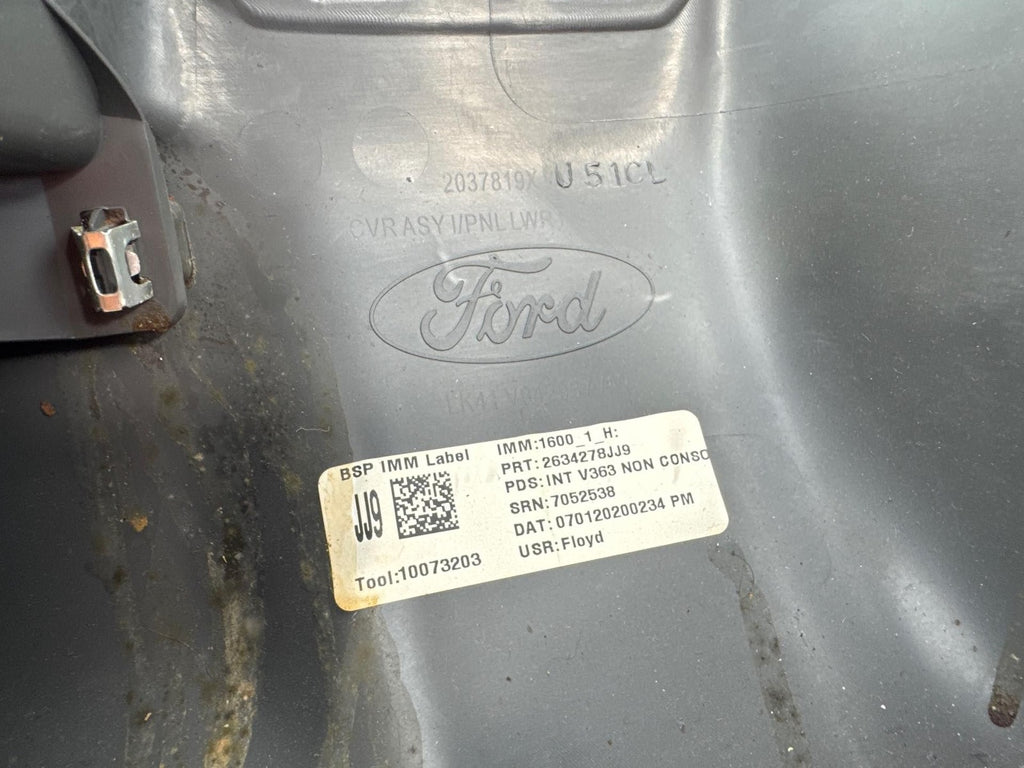 2037819X U51CL
CVR ASY I/PNL LWR
Ford
BSP IMM Label
IMM:1600_1_H:
PRT:2634278JJ9
PDS:INT V363 NON CONSO
SRN:7052538
DAT:070120200234 PM
USR:Floyd
JJ9
Tool:10073203